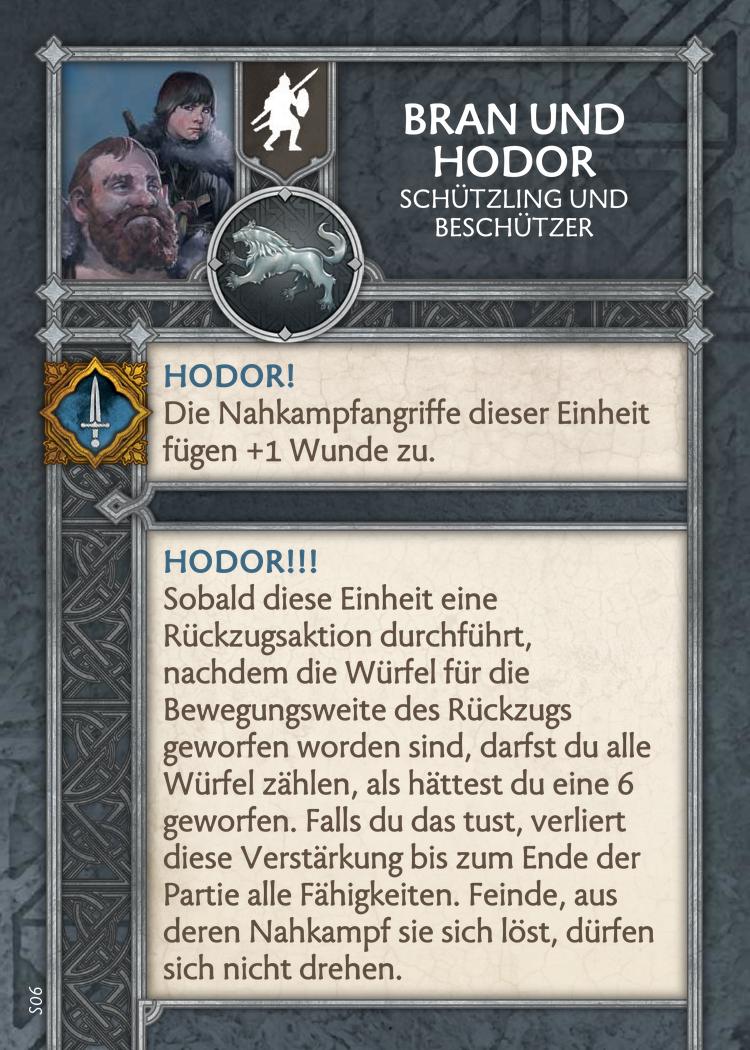 BRAN UND
HODOR
SCHÜTZLING UND
BESCHÜTZER
HODOR!
Die Nahkampfangriffe dieser Einheit
fügen +1 Wunde zu.
HODOR!!!
Sobald diese Einheit eine
Rückzugsaktion durchführt,
nachdem die Würfel für die
Bewegungsweite des Rückzugs
geworfen worden sind, darfst du alle
Würfel zählen, als hättest du eine 6
geworfen. Falls du das tust, verliert
diese Verstärkung bis zum Ende der
Partie alle Fähigkeiten. Feinde, aus
deren Nahkampf sie sich löst, dürfen
sich nicht drehen.
S06